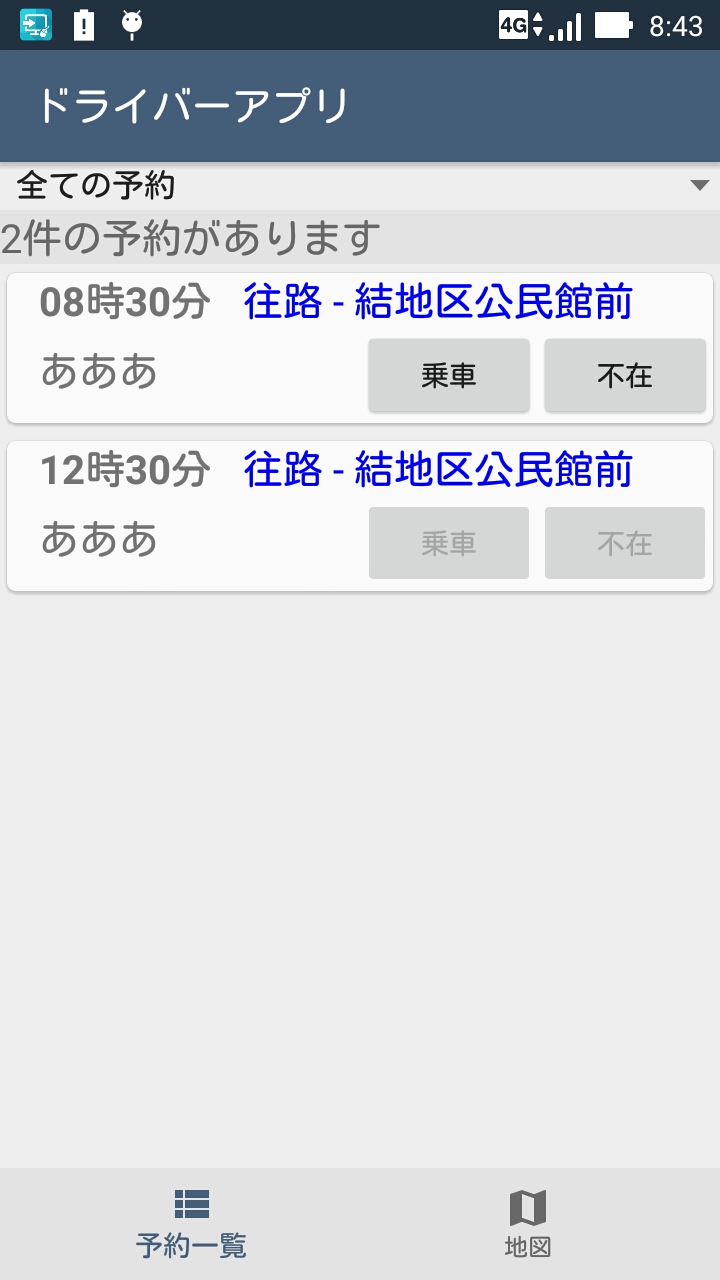 4G 8:43
ドライバーアプリ
全ての予約
2件の予約があります
08時30分 往路 - 結地区公民館前
あああ 乗車 不在
12時30分 往路 - 結地区公民館前
あああ 乗車 不在
予約一覧 地図